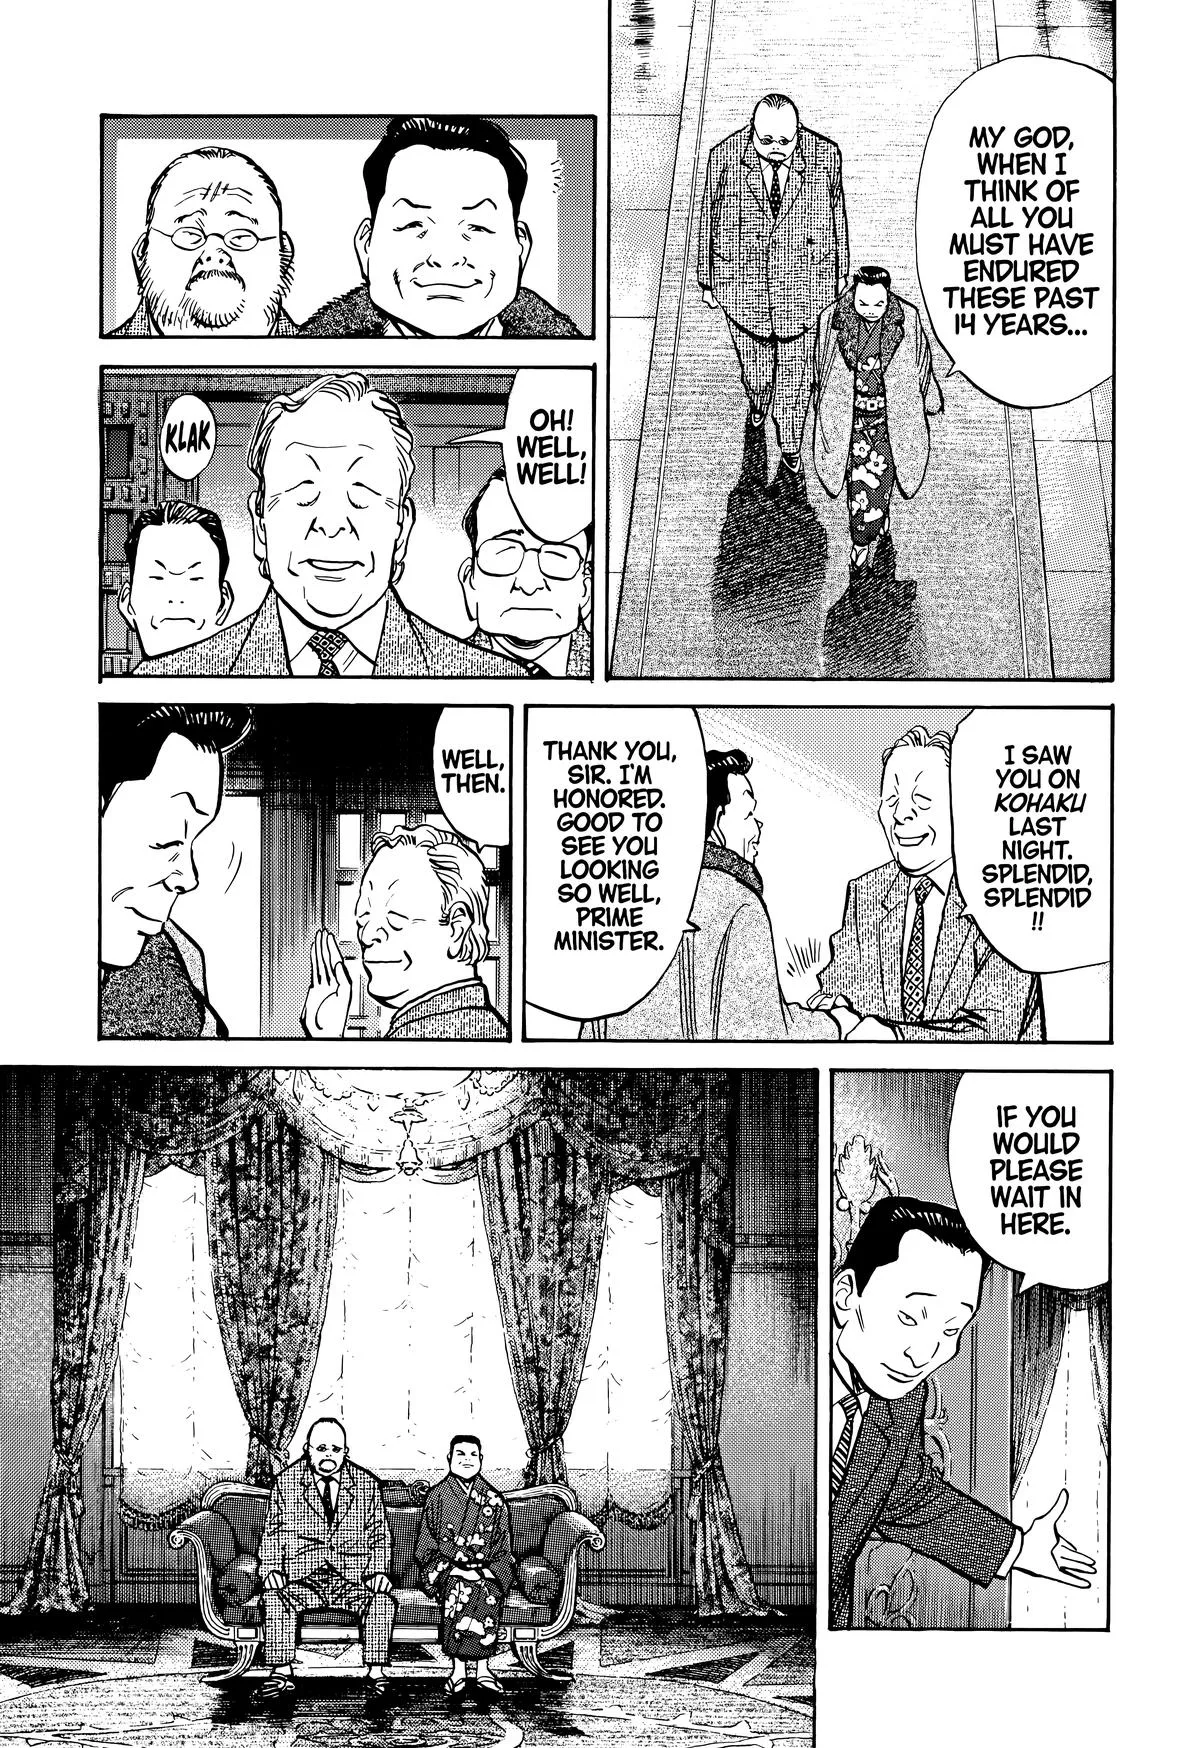 MY GOD,
WHEN I
THINK OF
ALL YOU
MUST HAVE
ENDURED
THESE PAST
14 YEARS...
OH!
WELL,
WELL!
KLAK
I SAW
YOU ON
KOHAKU
LAST
NIGHT.
SPLENDID,
SPLENDID
!!
THANK YOU,
SIR. I'M
HONORED.
GOOD TO
SEE YOU
LOOKING
SO WELL,
PRIME
MINISTER.
WELL,
THEN.
IF YOU
WOULD
PLEASE
WAIT IN
HERE.